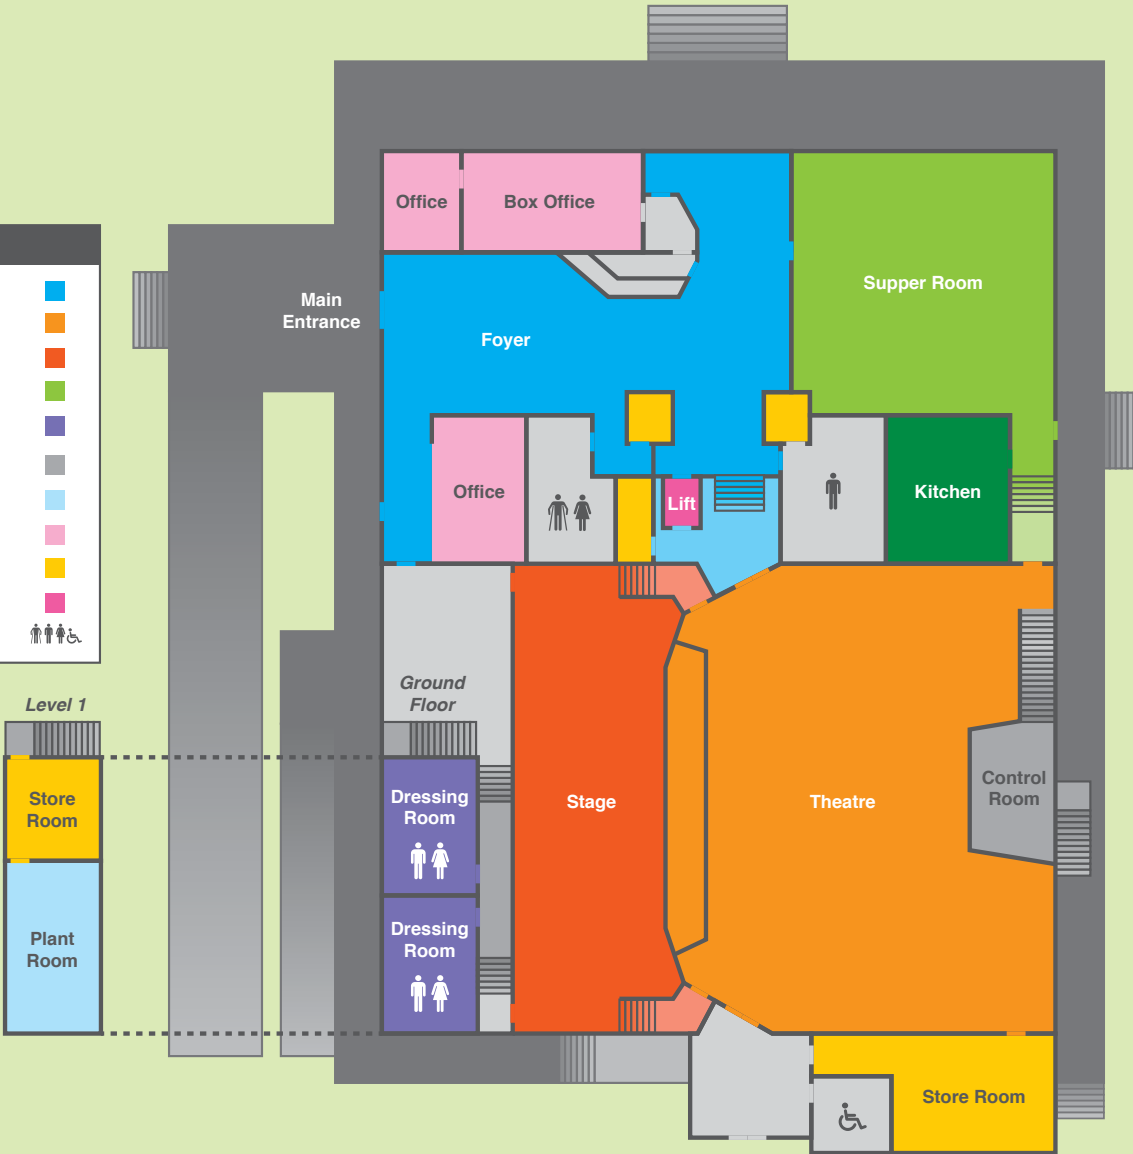 Office
Box Office
Supper Room
Main
Entrance
Foyer
Office
Lift
Kitchen
Level 1
Ground
Floor
Store
Room
Dressing
Room
Stage
Theatre
Control
Room
Plant
Room
Dressing
Room
Store Room